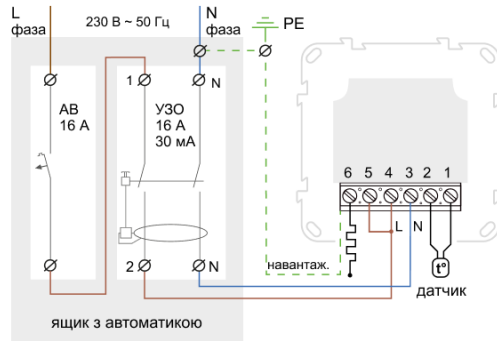 L
фаза
230 В ~ 50 Гц
N
фаза
PE
АВ
16 А
1
УЗО
16 А
30 мА
N
6 5 4 3 2 1
L N
2
N
навантаж.
t°
датчик
ящик з автоматикою